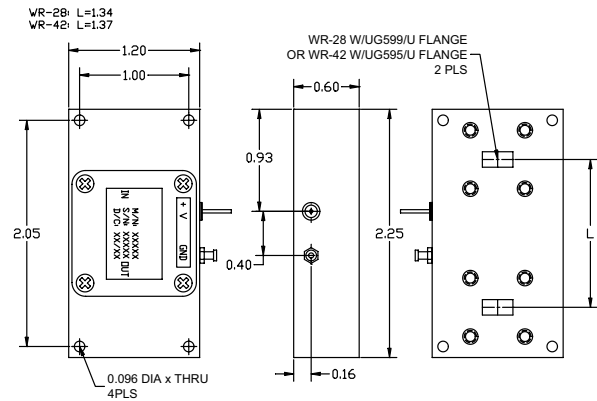 WR-28: L=1.34
WR-42: L=1.37
1.20
1.00
2.05
M/N: XXXXX
IN S/N: XXXXX OUT
D/C: XX/XX
+ V
GND
0.096 DIA x THRU
4PLS
0.60
0.93
0.40
2.25
0.16
WR-28 W/UG599/U FLANGE
OR WR-42 W/UG595/U FLANGE
2 PLS
L